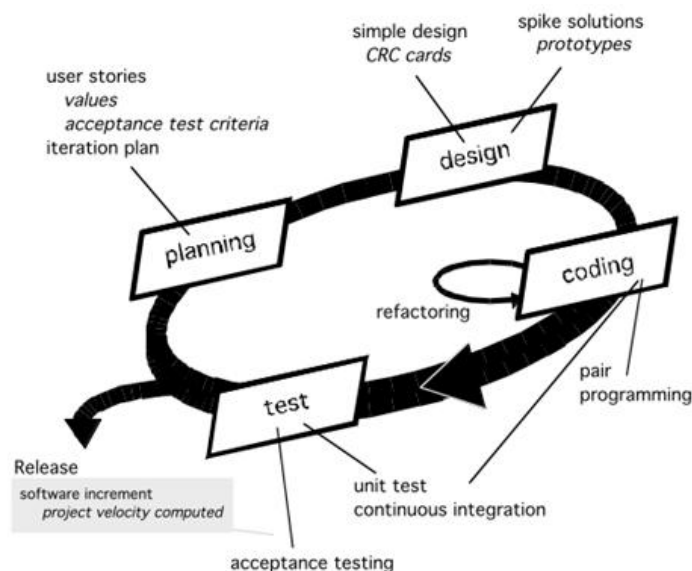 spike solutions
prototypes
simple design
CRC cards
user stories
values
acceptance test criteria
iteration plan
design
planning
coding
refactoring
pair
programming
test
Release
software increment
project velocity computed
unit test
continuous integration
acceptance testing